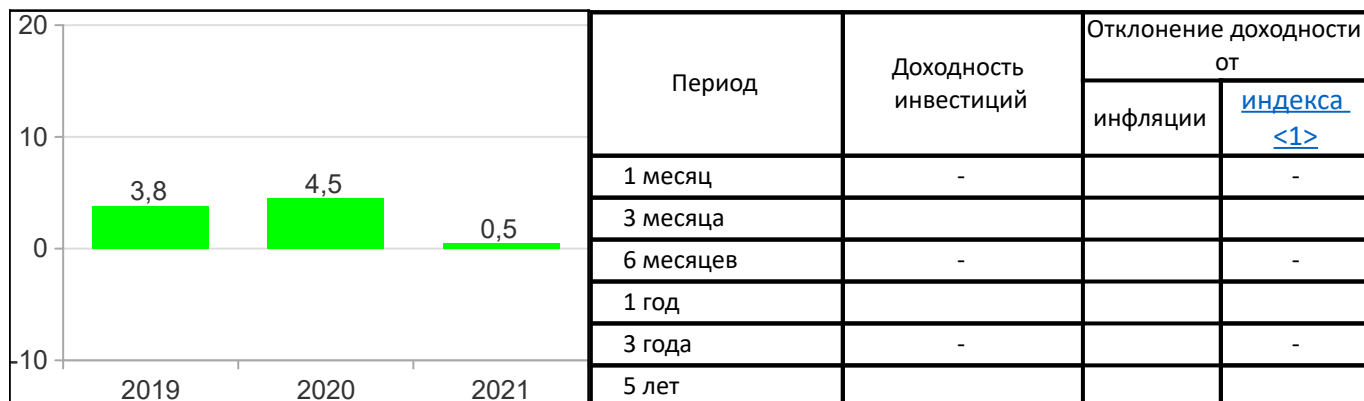 20
10
0
-10
3,8
4,5
0,5
2019 2020 2021
Период
Доходность
инвестиций
Отклонение доходности
от
инфляции
индекса
<1>
1 месяц - -
3 месяца
6 месяцев - -
1 год
3 года - -
5 лет